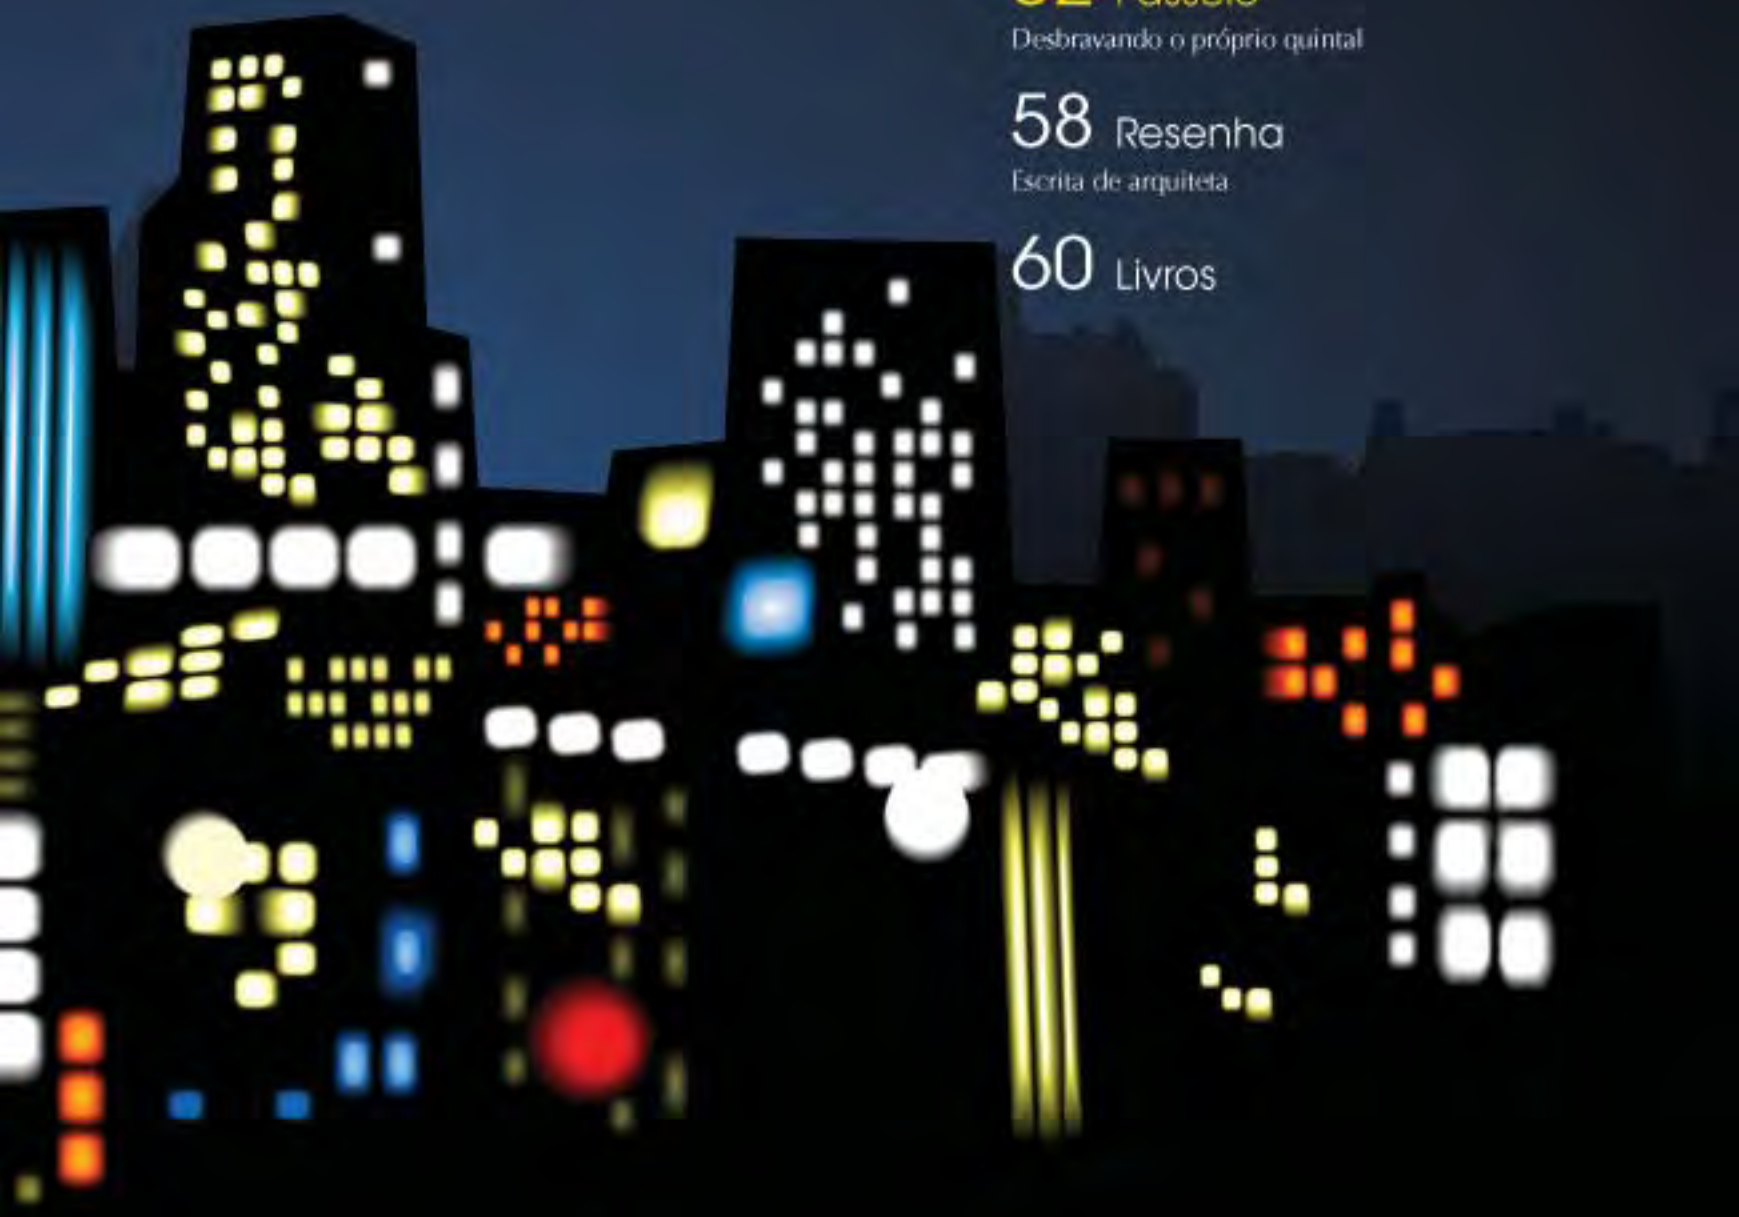 Desbravando o próprio quintal
58 Resenha
Escrita de arquiteta
60 Livros